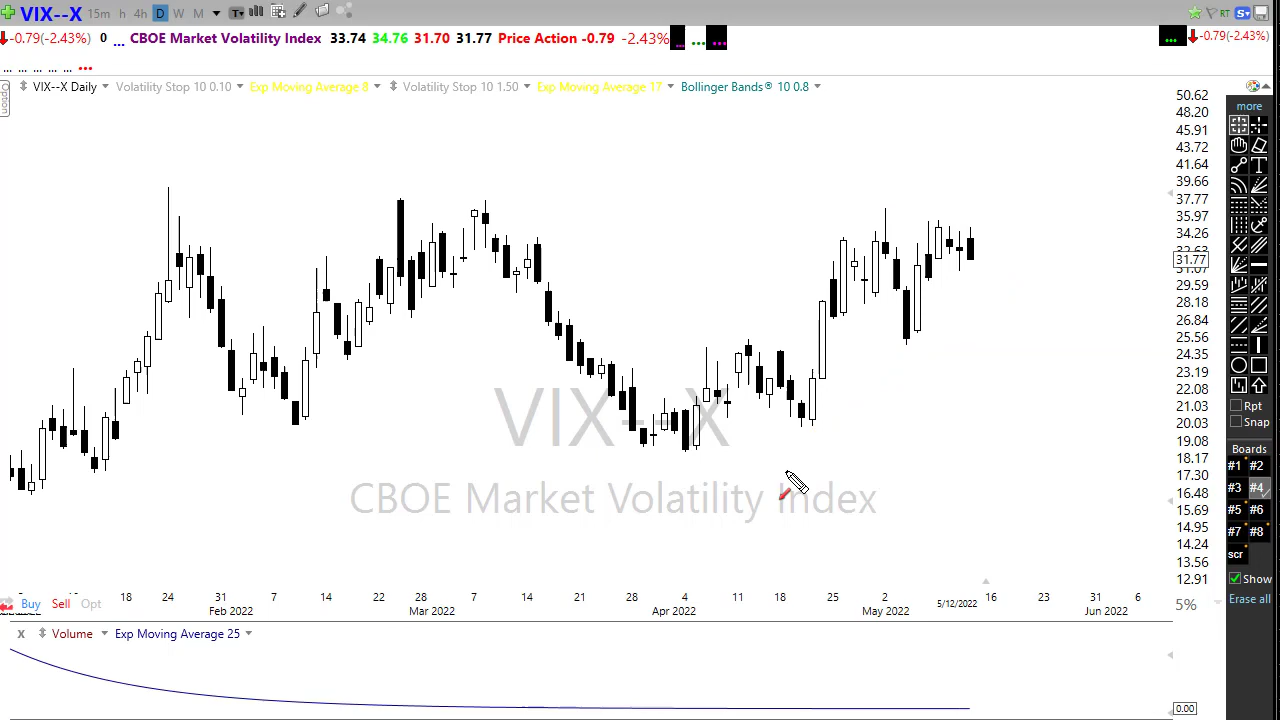 VIX--X 15m h 4h D W M T RT S
-0.79(-2.43%) 0 ... CBOE Market Volatility Index 33.74 34.76 31.70 31.77 Price Action -0.79 -2.43% ... ... ... ... -0.79(-2.43%)
... ... ... ... ... ...
Option
VIX--X Daily Volatility Stop 10 0.10 Exp Moving Average 8 Volatility Stop 10 1.50 Exp Moving Average 17 Bollinger Bands® 10 0.8
50.62
48.20
45.91
43.72
41.64
39.66
37.77
35.97
34.26
31.77
29.59
28.18
26.84
25.56
24.35
23.19
22.08
21.03
20.03
19.08
18.17
17.30
16.48
15.69
14.95
14.24
13.56
12.91
VIX--X
CBOE Market Volatility Index
18 24 31 7 14 22 28 7 14 21 28 4 11 18 25 2 5/12/2022 16 23 31 6
Feb 2022 Mar 2022 Apr 2022 May 2022 Jun 2022
Buy Sell Opt 5%
x Volume Exp Moving Average 25
0.00
more
T
Rpt
Snap
Boards
#1 #2
#3 #4
#5 #6
#7 #8
scr
Show
Erase all